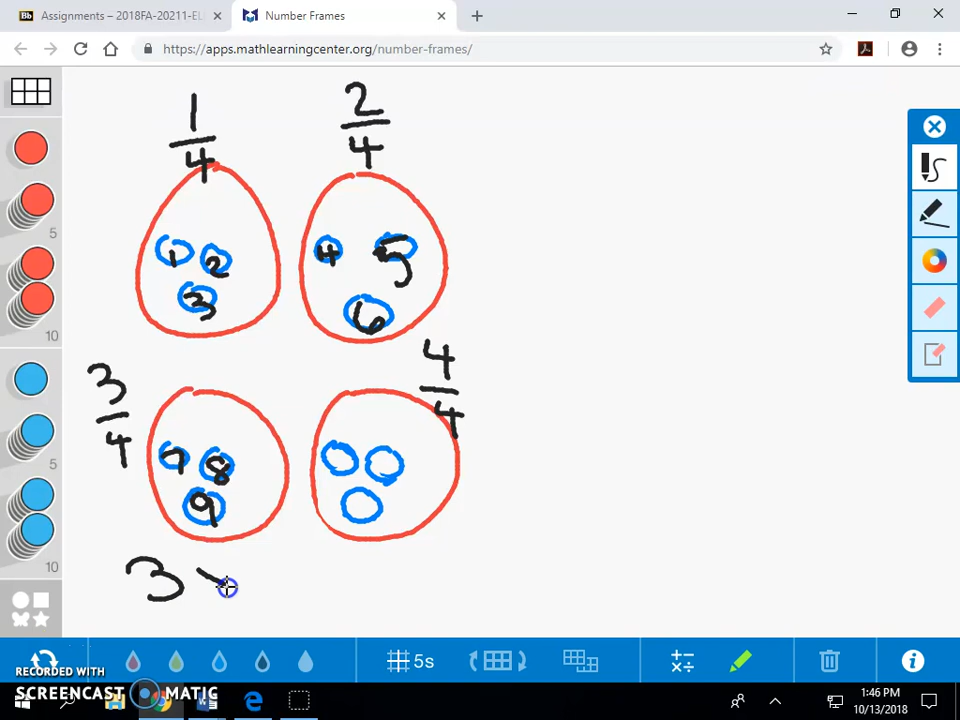 Assignments – 2018FA-20211-EL
Number Frames
https://apps.mathlearningcenter.org/number-frames/
1/4
2/4
1 2
3
4 5
6
3/4
4/4
7 8
9
3
5
10
5
10
5s
RECORDED WITH
SCREENCAST MATIC
1:46 PM
10/13/2018